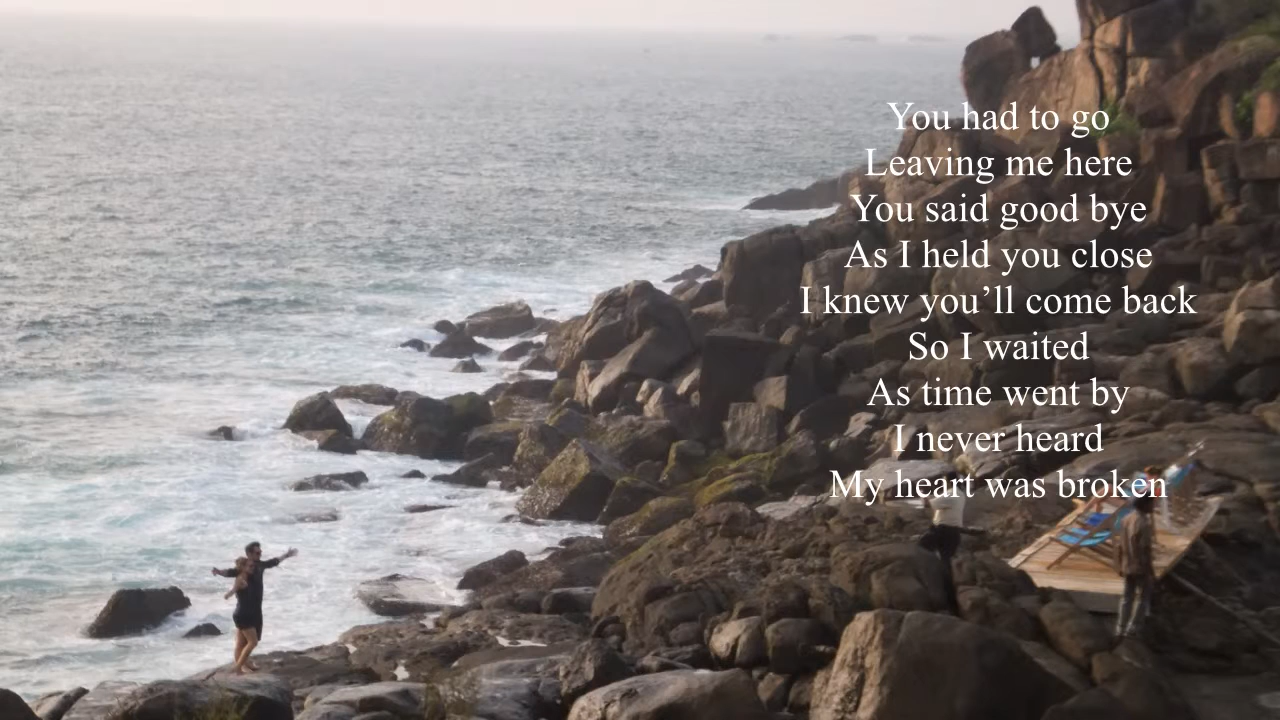 You had to go
Leaving me here
You said good bye
As I held you close
I knew you’ll come back
So I waited
As time went by
I never heard
My heart was broken